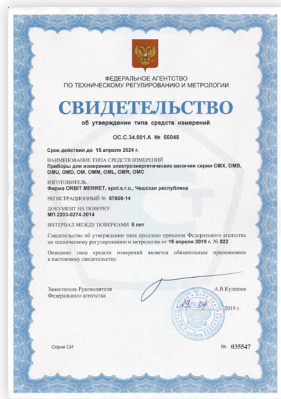 ФЕДЕРАЛЬНОЕ АГЕНТСТВО
ПО ТЕХНИЧЕСКОМУ РЕГУЛИРОВАНИЮ И МЕТРОЛОГИИ
СВИДЕТЕЛЬСТВО
об утверждении типа средств измерений
OC.C.34.001.A № 56948
Срок действия до 15 апреля 2024 г.
НАИМЕНОВАНИЕ ТИПА СРЕДСТВ ИЗМЕРЕНИЙ
Приборы для измерения электроэнергетических величин серии OMX, OMB,
OMU, OMD, OM, OMM, OML, OMR, OMC
ИЗГОТОВИТЕЛЬ
Фирма ORBIT MERRET, spol.s.r.o., Чешская республика
РЕГИСТРАЦИОННЫЙ № 57808-14
ДОКУМЕНТ НА ПОВЕРКУ
МП 2203-0274-2014
ИНТЕРВАЛ МЕЖДУ ПОВЕРКАМИ 8 лет
Свидетельство об утверждении типа продлено приказом Федерального агентства
по техническому регулированию и метрологии от 15 апреля 2019 г. № 822
Описание типа средств измерений является обязательным приложением
к настоящему свидетельству.
Заместитель Руководителя
Федерального агентства
А.В.Кулешов
2019 г.
Серия СИ
№ 035547